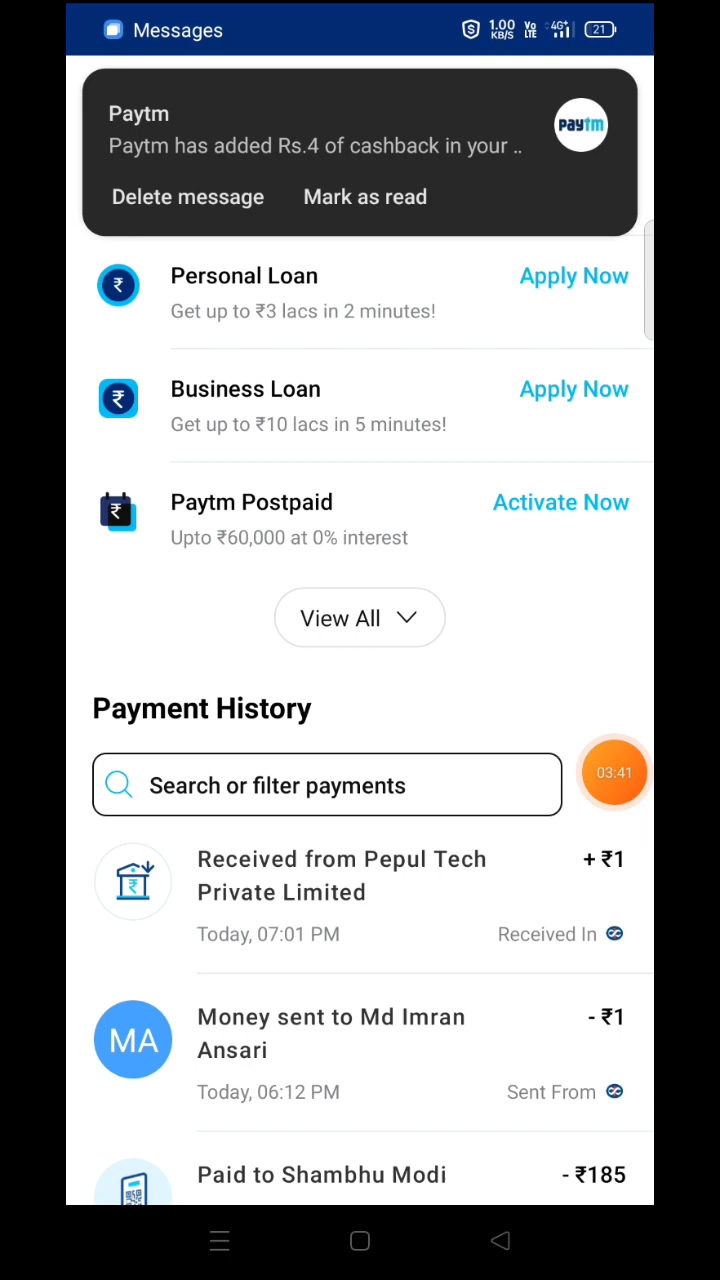 Messages
1.00 KB/S Vo LTE 4G+ 21
Paytm
Paytm has added Rs.4 of cashback in your ..
paytm
Delete message Mark as read
Personal Loan Apply Now
Get up to ₹3 lacs in 2 minutes!
Business Loan Apply Now
Get up to ₹10 lacs in 5 minutes!
Paytm Postpaid Activate Now
Upto ₹60,000 at 0% interest
View All
Payment History
Search or filter payments
03:41
Received from Pepul Tech + ₹1
Private Limited
Today, 07:01 PM Received In
MA
Money sent to Md Imran - ₹1
Ansari
Today, 06:12 PM Sent From
Paid to Shambhu Modi - ₹185